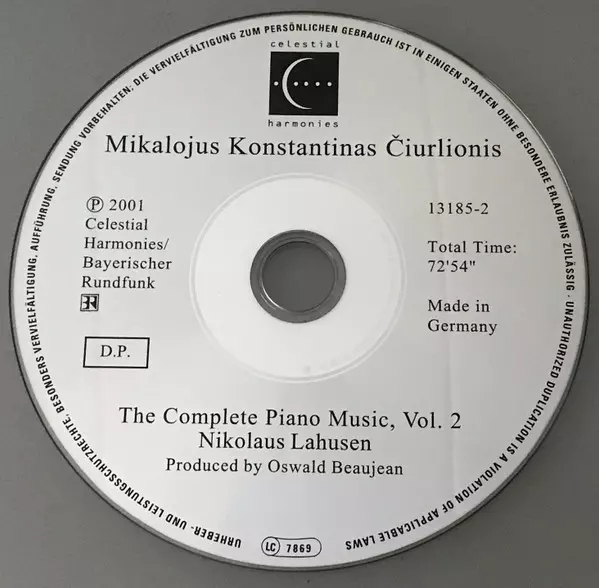 celestial
harmonies
Mikalojus Konstantinas Čiurlionis
℗ 2001
Celestial
Harmonies/
Bayerischer
Rundfunk
BR
D.P.
13185-2
Total Time:
72'54"
Made in
Germany
The Complete Piano Music, Vol. 2
Nikolaus Lahusen
Produced by Oswald Beaujean
LC 7869
URHEBER- UND LEISTUNGSSCHUTZRECHTE, BESONDERS VERVIELFÄLTIGUNG, AUFFÜHRUNG, SENDUNG VORBEHALTEN; DIE VERVIELFÄLTIGUNG ZUM PERSÖNLICHEN GEBRAUCH IST IN EINIGEN STAATEN OHNE BESONDERE ERLAUBNIS ZULÄSSIG · UNAUTHORIZED DUPLICATION IS A VIOLATION OF APPLICABLE LAWS